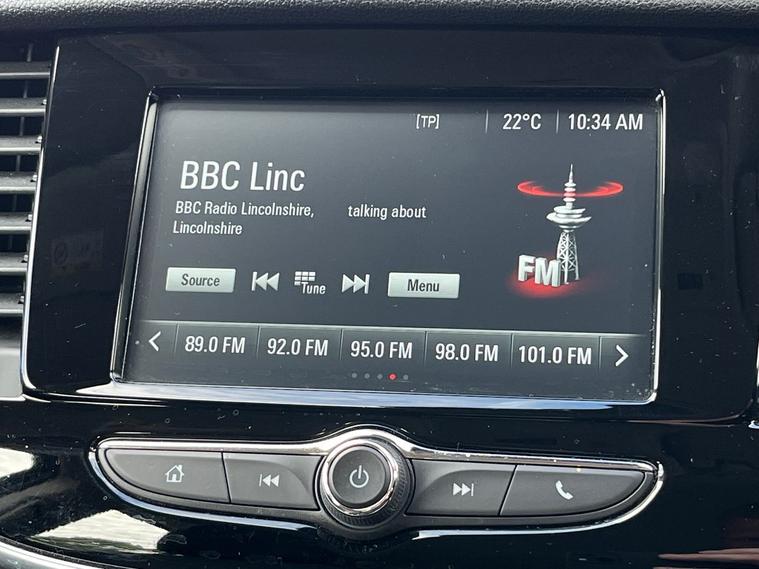 [TP] 22°C 10:34 AM
BBC Linc
BBC Radio Lincolnshire, talking about
Lincolnshire
FM
Source Tune Menu
89.0 FM 92.0 FM 95.0 FM 98.0 FM 101.0 FM